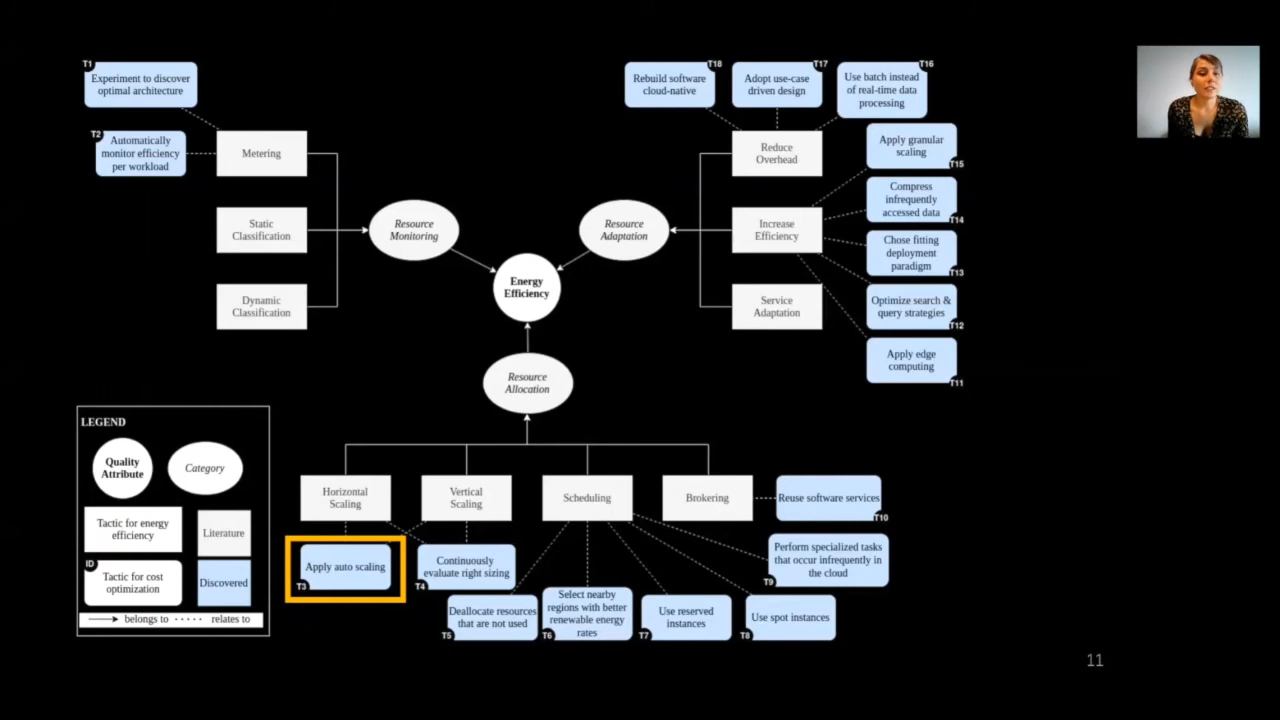 T1
Experiment to discover
optimal architecture
T2
Automatically
monitor efficiency
per workload
Metering
Static
Classification
Dynamic
Classification
Resource
Monitoring
Energy
Efficiency
Resource
Adaptation
Resource
Allocation
T18
Rebuild software
cloud-native
T17
Adopt use-case
driven design
T16
Use batch instead
of real-time data
processing
Reduce
Overhead
Increase
Efficiency
Service
Adaptation
Apply granular
scaling
T15
Compress
infrequently
accessed data
T14
Chose fitting
deployment
paradigm
T13
Optimize search &
query strategies
T12
Apply edge
computing
T11
LEGEND
Quality
Attribute
Category
Tactic for energy
efficiency
Literature
ID
Tactic for cost
optimization
Discovered
belongs to
relates to
Horizontal
Scaling
Vertical
Scaling
Scheduling
Brokering
Reuse software services
T10
Apply auto scaling
T3
Continuously
evaluate right sizing
T4
Perform specialized tasks
that occur infrequently in
the cloud
T9
Deallocate resources
that are not used
T5
Select nearby
regions with better
renewable energy
rates
T6
Use reserved
instances
T7
Use spot instances
T8
11